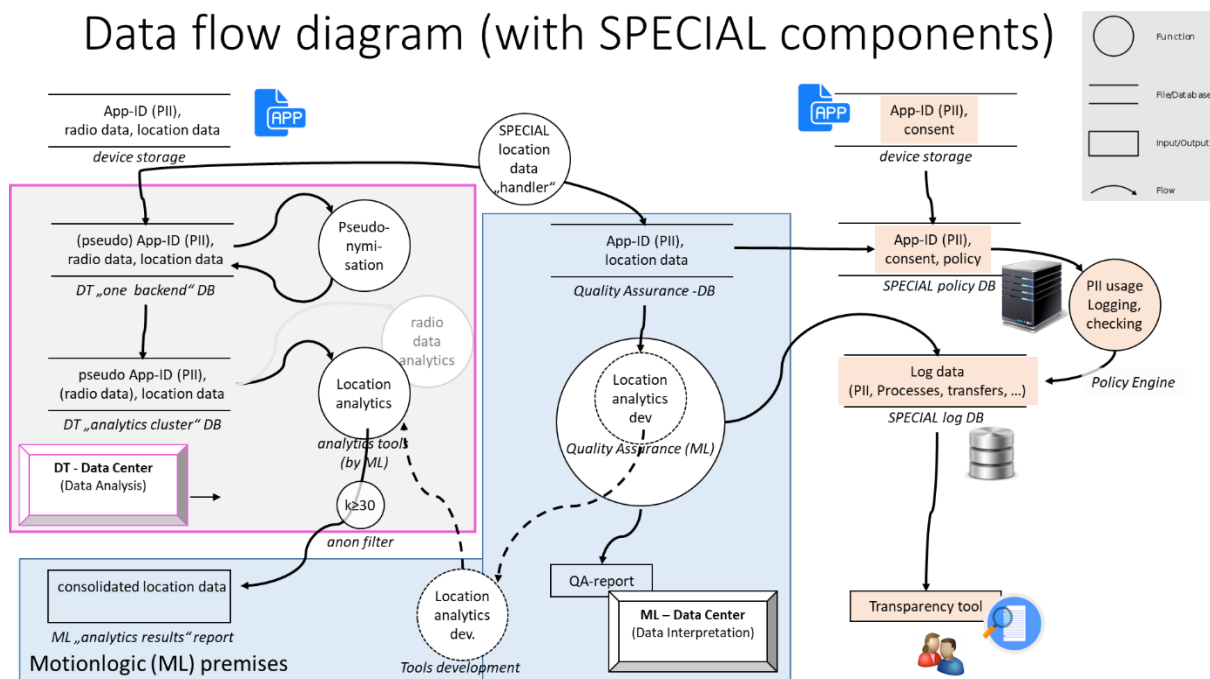 Data flow diagram (with SPECIAL components)
Function
File/Database
Input/Output
Flow
App-ID (PII),
radio data, location data
device storage
APP
SPECIAL
location
data
„handler“
APP
App-ID (PII),
consent
device storage
(pseudo) App-ID (PII),
radio data, location data
DT „one backend“ DB
Pseudo-
nymi-
sation
App-ID (PII),
location data
Quality Assurance -DB
App-ID (PII),
consent, policy
SPECIAL policy DB
PII usage
Logging,
checking
Policy Engine
radio
data
analytics
pseudo App-ID (PII),
(radio data), location data
DT „analytics cluster“ DB
Location
analytics
analytics tools
(by ML)
Location
analytics
dev
Quality Assurance (ML)
Log data
(PII, Processes, transfers, ...)
SPECIAL log DB
DT - Data Center
(Data Analysis)
k≥30
anon filter
consolidated location data
ML „analytics results“ report
Motionlogic (ML) premises
Location
analytics
dev.
Tools development
QA-report
ML – Data Center
(Data Interpretation)
Transparency tool